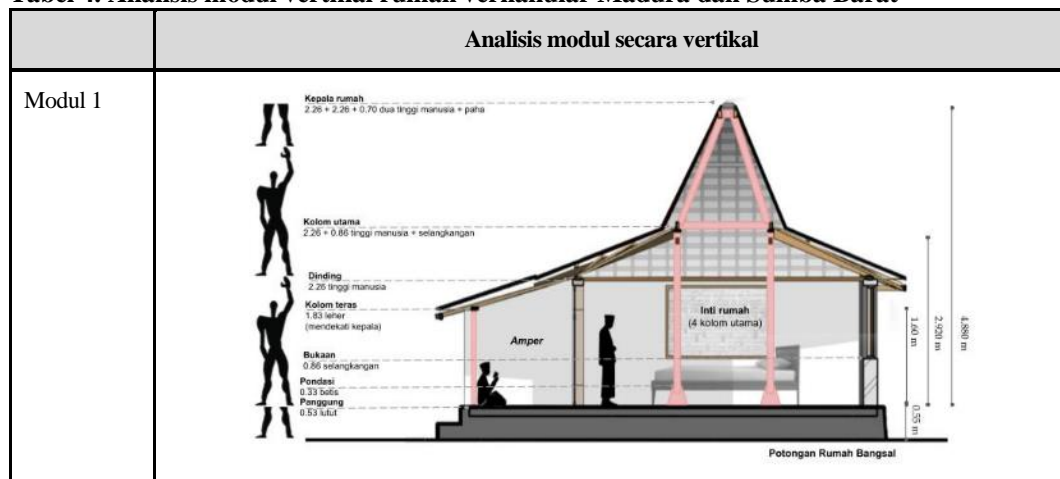 Tabel 4. Analisis modul vertikal rumah vernakular Madura dan Sumba Barat
Analisis modul secara vertikal
Modul 1
Kepala rumah
2.26 + 2.26 + 0.70 dua tinggi manusia + paha
Kolom utama
2.26 + 0.86 tinggi manusia + selangkangan
Dinding
2.26 tinggi manusia
Kolom teras
1.83 leher
(mendekati kepala)
Bukaan
0.86 selangkangan
Pondasi
0.33 betis
Panggung
0.53 lutut
Amper
Inti rumah
(4 kolom utama)
1.60 m
2.920 m
4.880 m
0.55 m
Potongan Rumah Bangsal